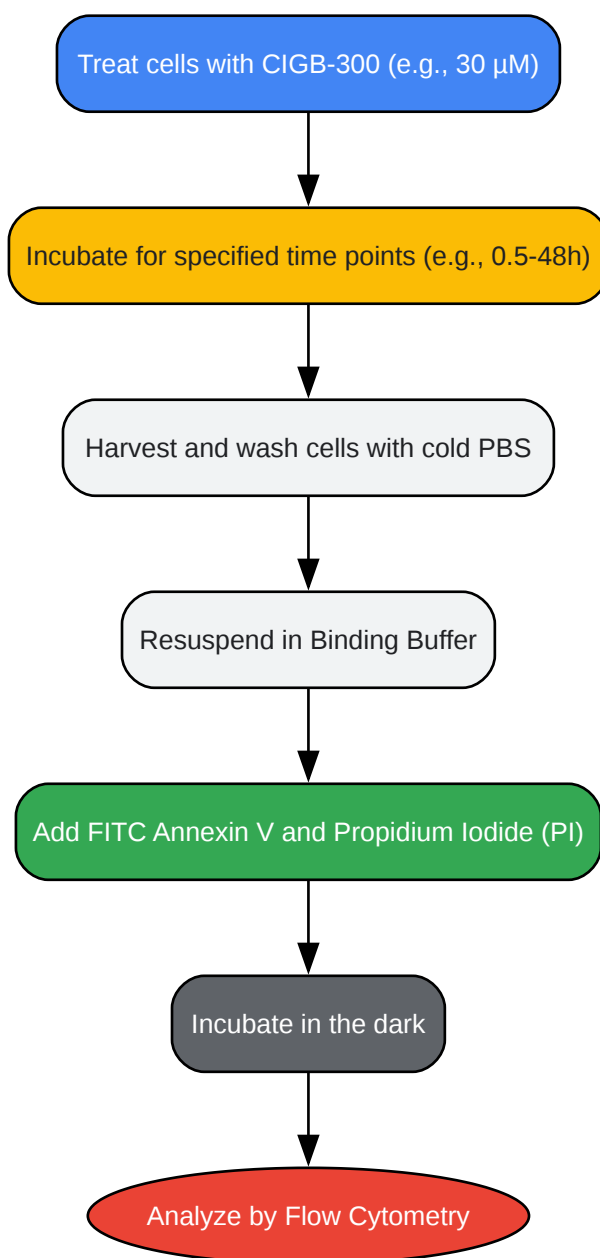 Treat cells with CIGB-300 (e.g., 30 µM)
Incubate for specified time points (e.g., 0.5-48h)
Harvest and wash cells with cold PBS
Resuspend in Binding Buffer
Add FITC Annexin V and Propidium Iodide (PI)
Incubate in the dark
Analyze by Flow Cytometry